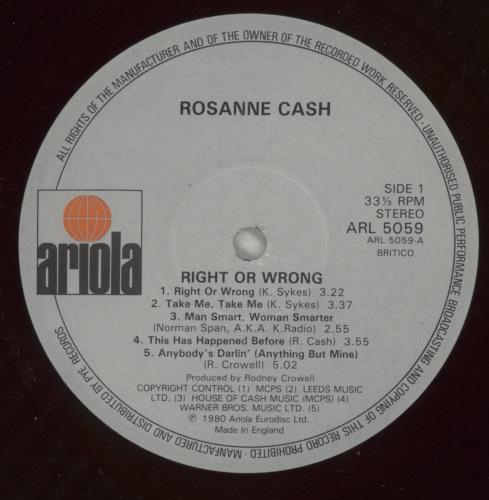 ALL RIGHTS OF THE MANUFACTURER AND OF THE OWNER OF THE RECORDED WORK RESERVED · UNAUTHORISED PUBLIC PERFORMANCE BROADCASTING AND COPYING OF THIS RECORD PROHIBITED · MANUFACTURED AND DISTRIBUTED BY PYE RECORDS
ROSANNE CASH
SIDE 1
33⅓ RPM
STEREO
ARL 5059
ARL 5059-A
BRITICO
ariola
RIGHT OR WRONG
1. Right Or Wrong (K. Sykes) 3.22
2. Take Me, Take Me (K. Sykes) 3.37
3. Man Smart, Woman Smarter
(Norman Span, A.K.A. K.Radio) 2.55
4. This Has Happened Before (R. Cash) 3.55
5. Anybody's Darlin' (Anything But Mine)
(R. Crowell) 5.02
Produced by Rodney Crowell
COPYRIGHT CONTROL (1) MCPS (2) LEEDS MUSIC
LTD. (3) HOUSE OF CASH MUSIC (MCPS) (4)
WARNER BROS. MUSIC LTD. (5)
℗ 1980 Ariola Eurodisc Ltd.
Made in England